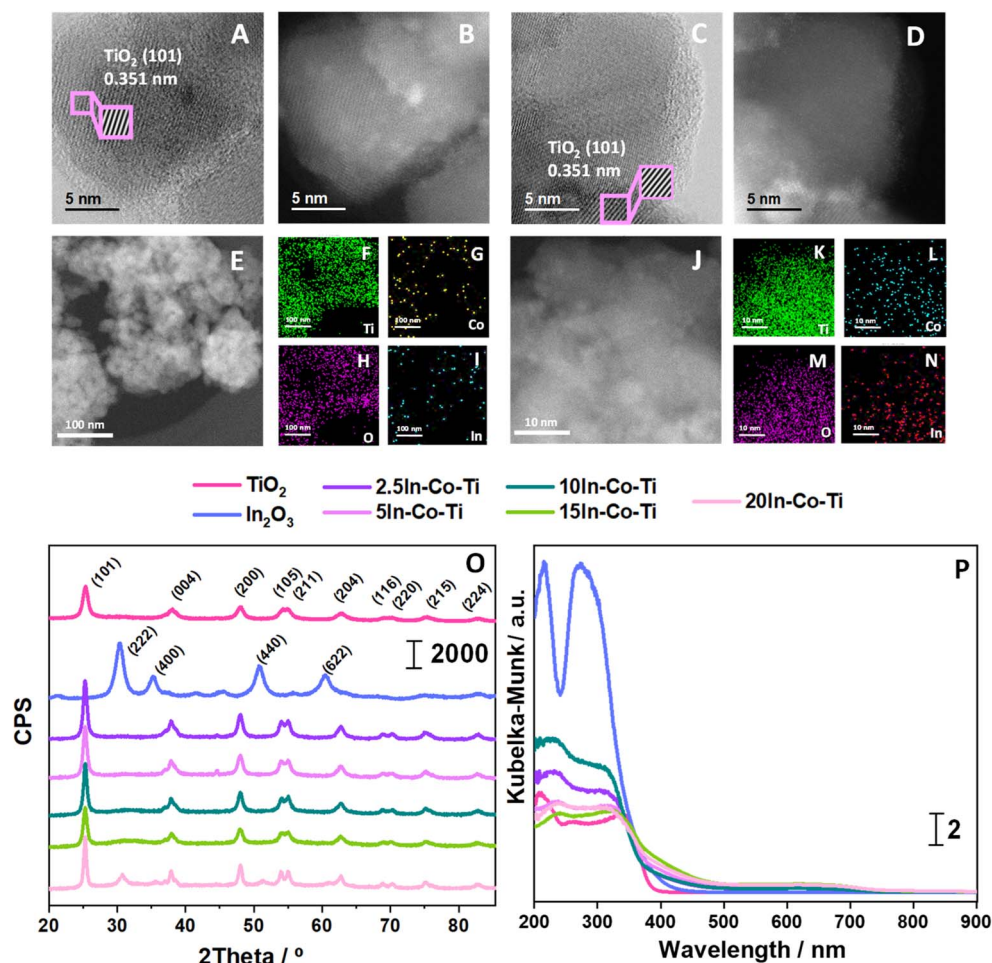 A
TiO2 (101)
0.351 nm
5 nm
B
5 nm
C
TiO2 (101)
0.351 nm
5 nm
D
5 nm
E
100 nm
F
100 nm
Ti
G
100 nm
Co
H
100 nm
O
I
100 nm
In
J
10 nm
K
10 nm
Ti
L
10 nm
Co
M
10 nm
O
N
10 nm
In
TiO2 2.5In-Co-Ti 10In-Co-Ti 20In-Co-Ti
In2O3 5In-Co-Ti 15In-Co-Ti
O
(101) (004) (200) (105) (211) (204) (116) (220) (215) (224)
(222) (400) (440) (622)
2000
CPS
20 30 40 50 60 70 80
2Theta / º
P
Kubelka-Munk / a.u.
2
200 300 400 500 600 700 800 900
Wavelength / nm